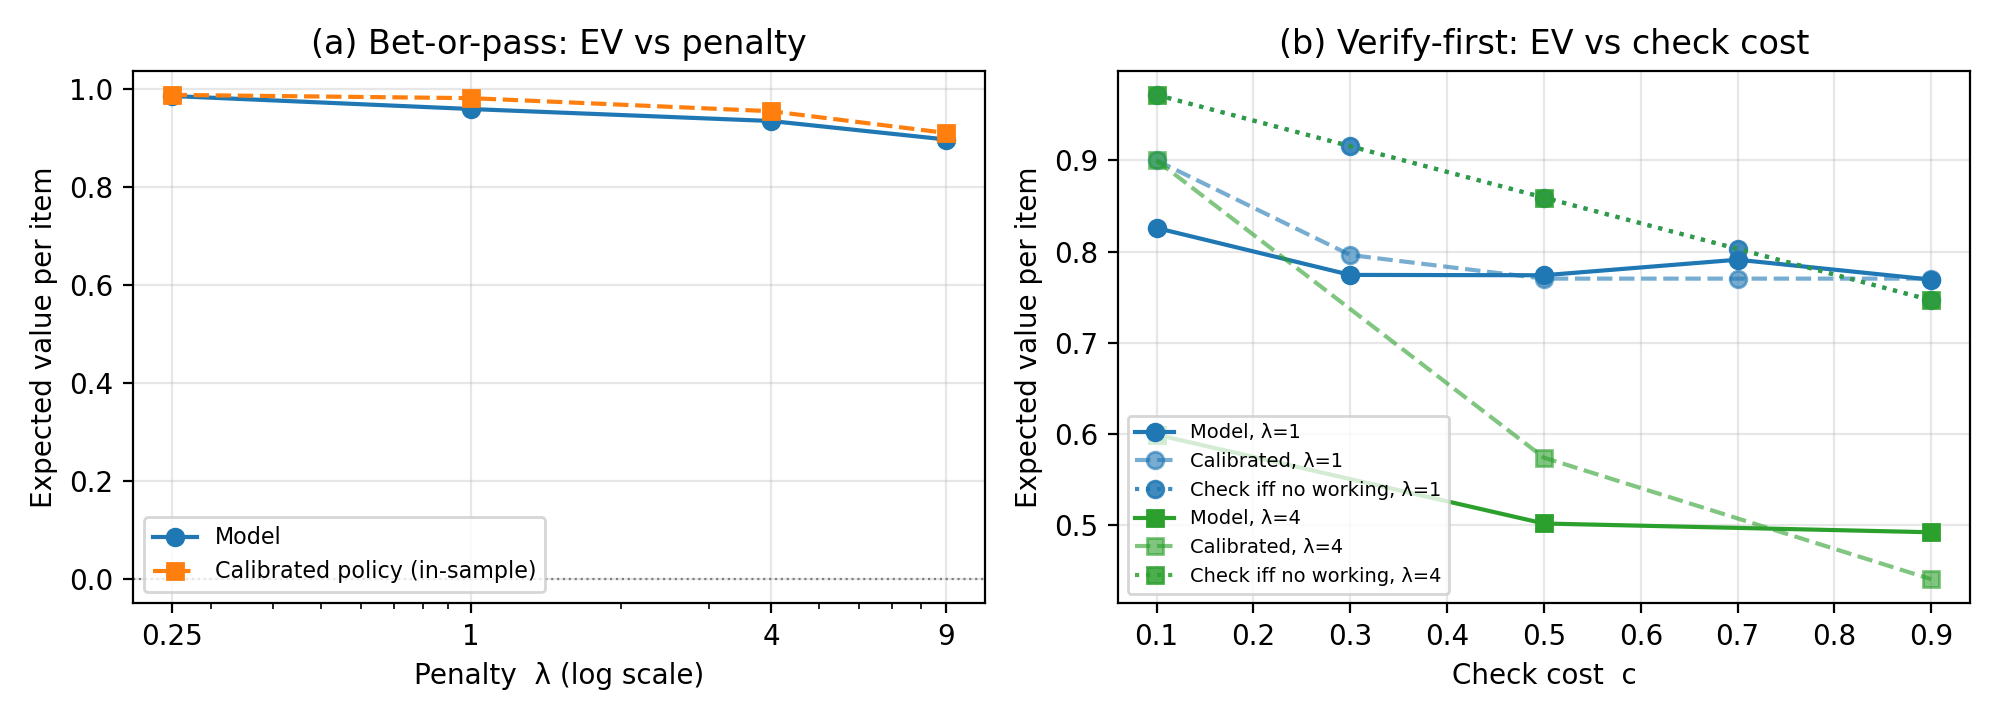 (a) Bet-or-pass: EV vs penalty
Expected value per item
1.0
0.8
0.6
0.4
0.2
0.0
Model
Calibrated policy (in-sample)
0.25
1
4
9
Penalty λ (log scale)
(b) Verify-first: EV vs check cost
Expected value per item
0.9
0.8
0.7
0.6
0.5
Model, λ=1
Calibrated, λ=1
Check iff no working, λ=1
Model, λ=4
Calibrated, λ=4
Check iff no working, λ=4
0.1
0.2
0.3
0.4
0.5
0.6
0.7
0.8
0.9
Check cost c